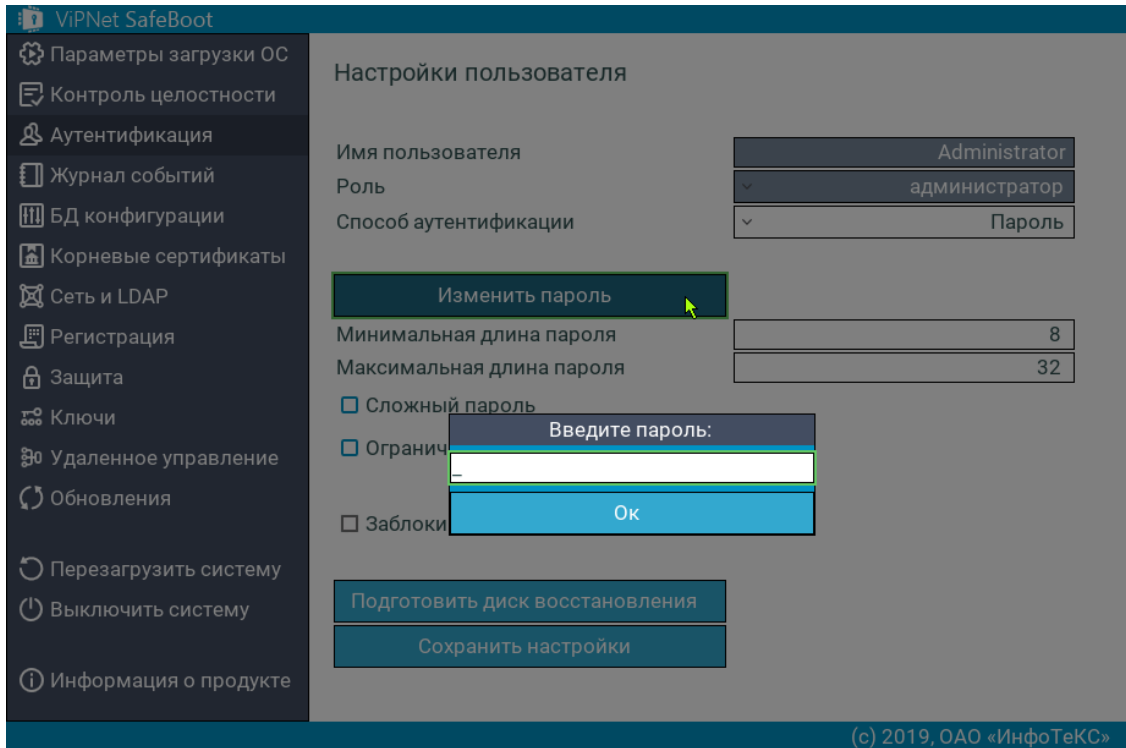 ViPNet SafeBoot
Параметры загрузки ОС
Контроль целостности
Аутентификация
Журнал событий
БД конфигурации
Корневые сертификаты
Сеть и LDAP
Регистрация
Защита
Ключи
Удаленное управление
Обновления
Перезагрузить систему
Выключить систему
Информация о продукте
Настройки пользователя
Имя пользователя Administrator
Роль администратор
Способ аутентификации Пароль
Изменить пароль
Минимальная длина пароля 8
Максимальная длина пароля 32
Сложный пароль
Огранич
Заблоки
Введите пароль:
_
Ок
Подготовить диск восстановления
Сохранить настройки
(c) 2019, ОАО «ИнфоТеКС»